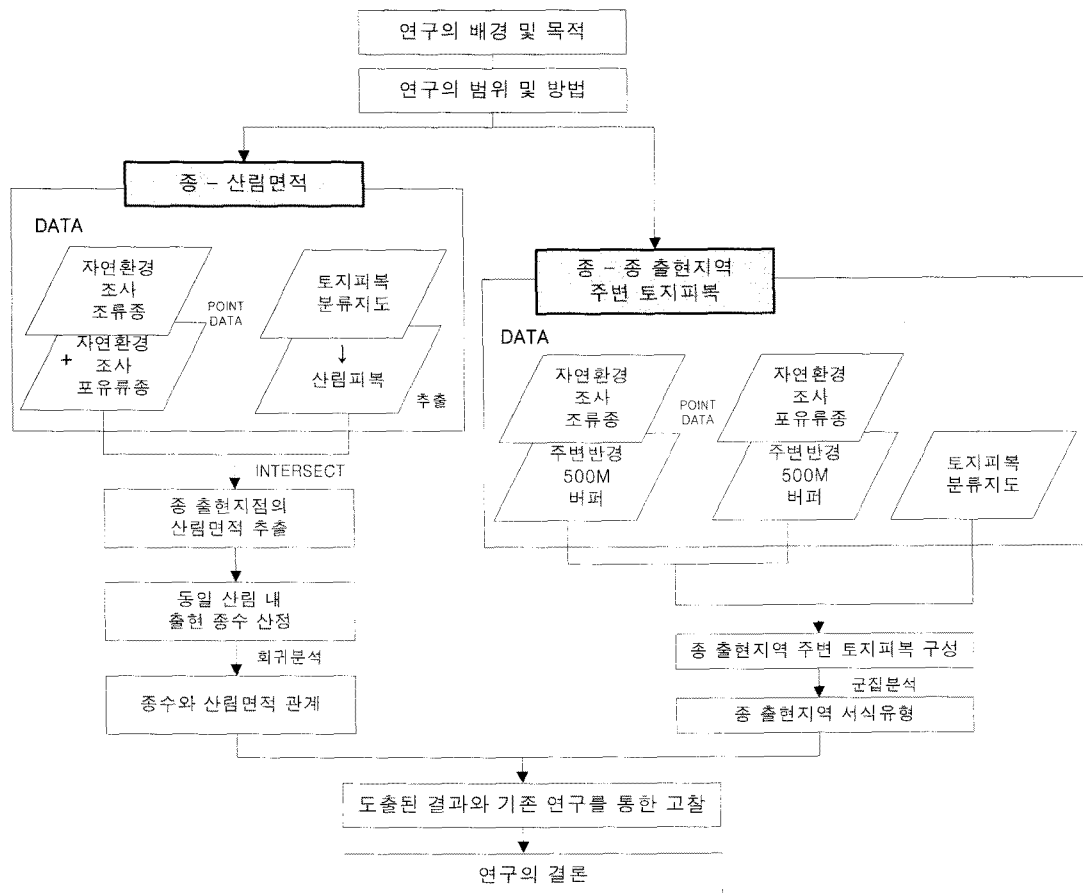 연구의 배경 및 목적
연구의 범위 및 방법
종 – 산림면적
DATA
자연환경
조사
조류종
POINT
DATA
+
자연환경
조사
포유류종
토지피복
분류지도
↓
산림피복
추출
INTERSECT
종 출현지점의
산림면적 추출
동일 산림 내
출현 종수 산정
회귀분석
종수와 산림면적 관계
종 – 종 출현지역
주변 토지피복
DATA
자연환경
조사
조류종
POINT
DATA
주변반경
500M
버퍼
자연환경
조사
포유류종
주변반경
500M
버퍼
토지피복
분류지도
종 출현지역 주변 토지피복 구성
군집분석
종 출현지역 서식유형
도출된 결과와 기존 연구를 통한 고찰
연구의 결론